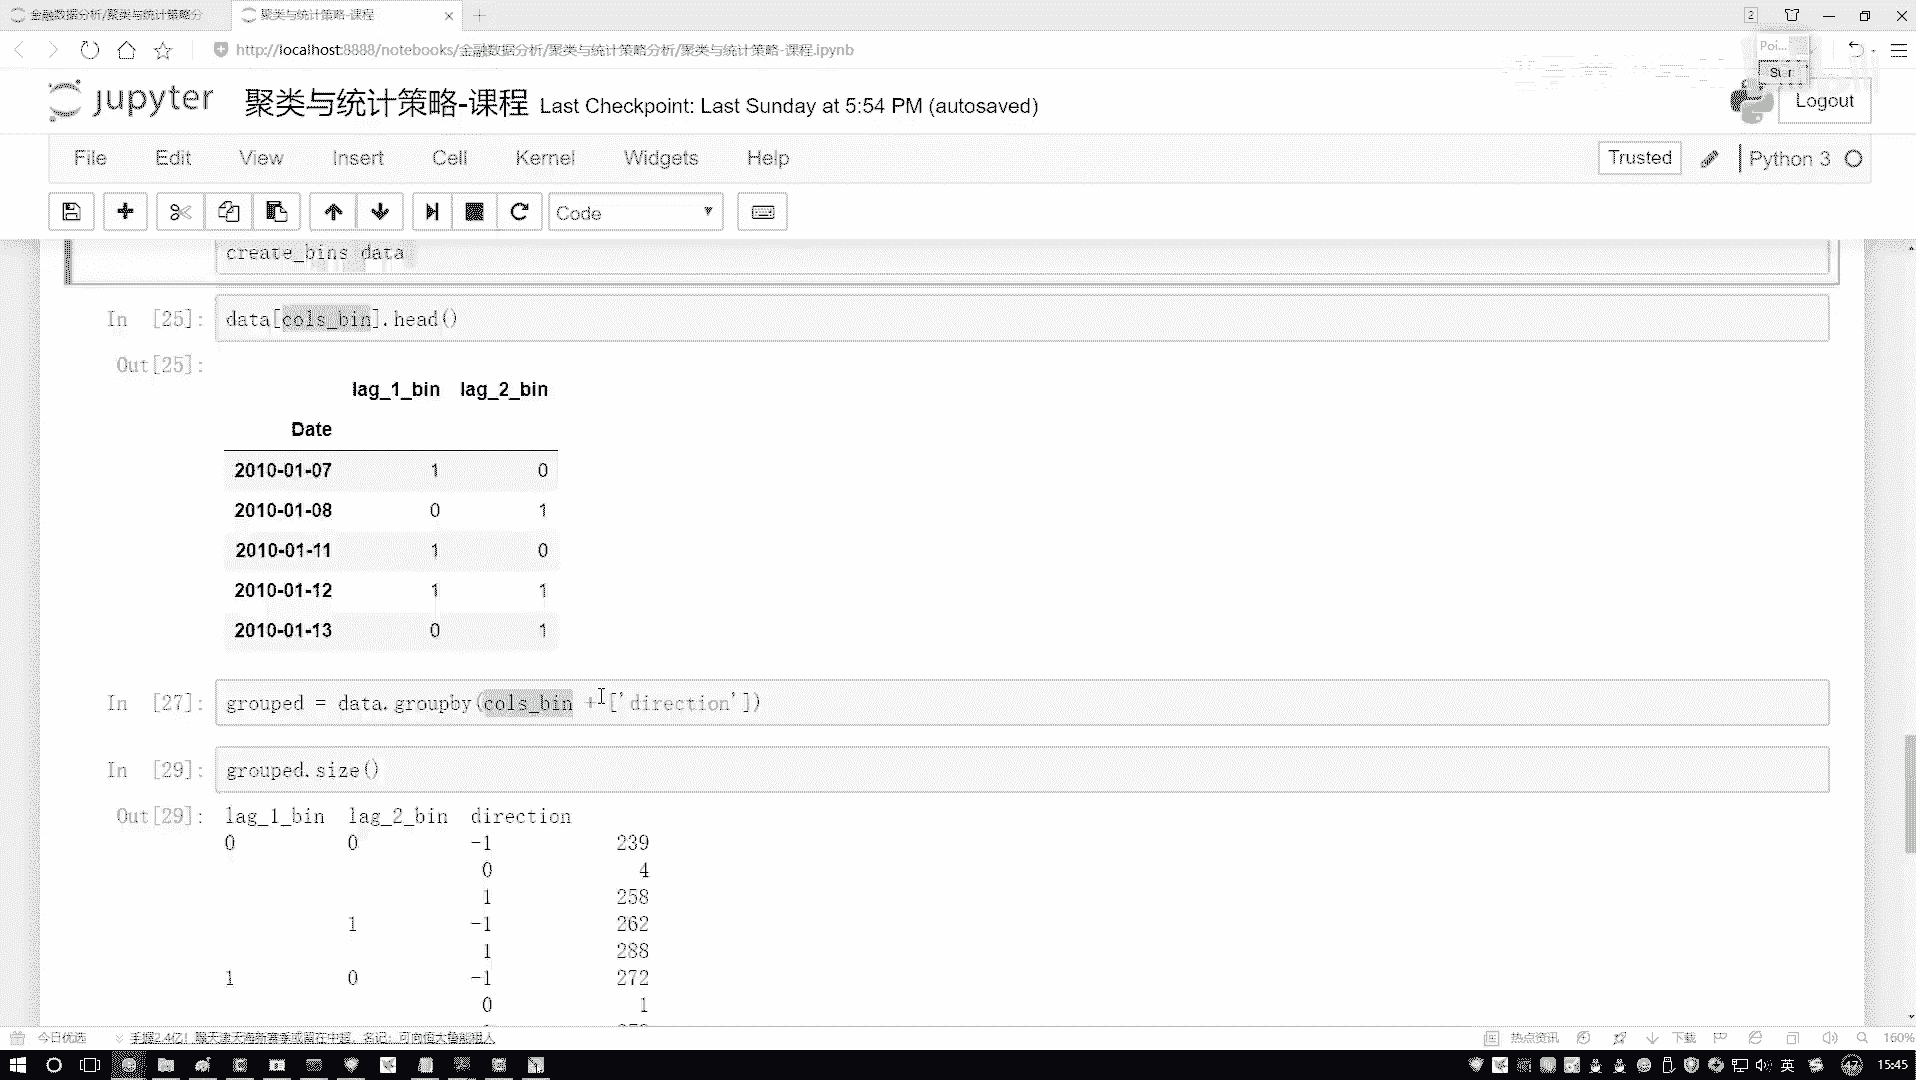 金融数据分析/聚类与统计策略分
聚类与统计策略-课程
2
http://localhost:8888/notebooks/金融数据分析/聚类与统计策略分析/聚类与统计策略-课程.ipynb
Poi...
jupyter
聚类与统计策略-课程 Last Checkpoint: Last Sunday at 5:54 PM (autosaved)
Logout
File Edit View Insert Cell Kernel Widgets Help
Trusted
Python 3
Code
create_bins data
In [25]: data[cols_bin].head()
Out[25]:
lag_1_bin lag_2_bin
Date
2010-01-07 1 0
2010-01-08 0 1
2010-01-11 1 0
2010-01-12 1 1
2010-01-13 0 1
In [27]: grouped = data.groupby(cols_bin + ['direction'])
In [29]: grouped.size()
Out[29]: lag_1_bin lag_2_bin direction
0 0 -1 239
0 4
1 258
1 -1 262
1 288
1 0 -1 272
0 1
今日优选
热点资讯
下载
160%
英
47
15:45